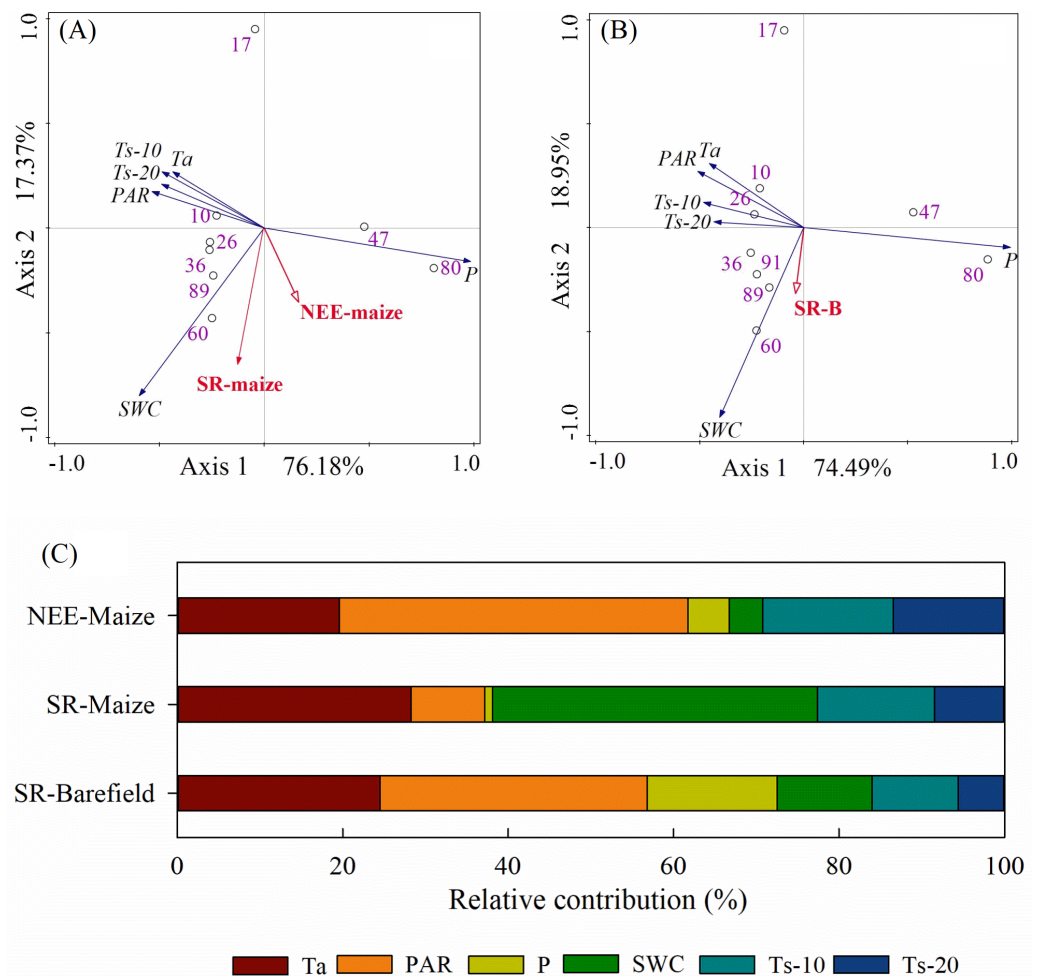 (A)
1.0
17
17.37%
Ts-10
Ta
Ts-20
PAR
10
26
47
36
80
P
89
NEE-maize
60
SR-maize
SWC
Axis 2
-1.0
-1.0
Axis 1
76.18%
1.0
(B)
1.0
17
18.95%
Ta
PAR
10
26
Ts-10
47
Ts-20
P
36
91
80
89
SR-B
60
SWC
Axis 2
-1.0
-1.0
Axis 1
74.49%
1.0
(C)
NEE-Maize
SR-Maize
SR-Barefield
0 20 40 60 80 100
Relative contribution (%)
Ta PAR P SWC Ts-10 Ts-20